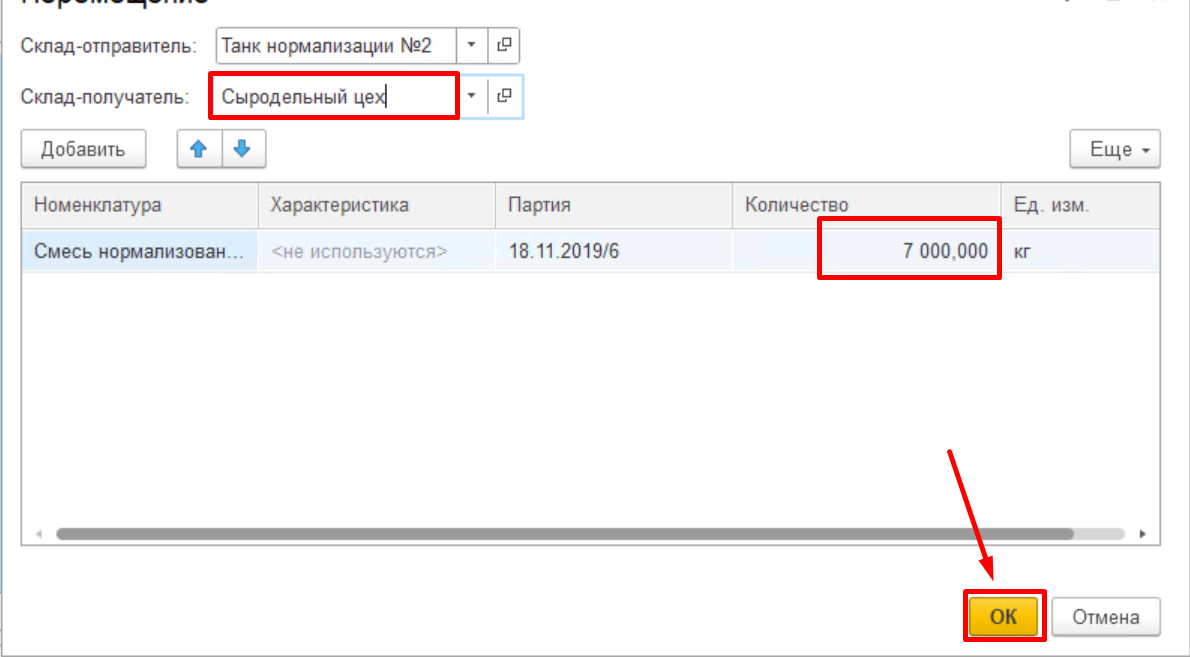 Перемещение
Склад-отправитель: Танк нормализации №2
Склад-получатель: Сыродельный цех
Добавить Еще
Номенклатура Характеристика Партия Количество Ед. изм.
Смесь нормализован... <не используются> 18.11.2019/6 7 000,000 кг
ОК Отмена